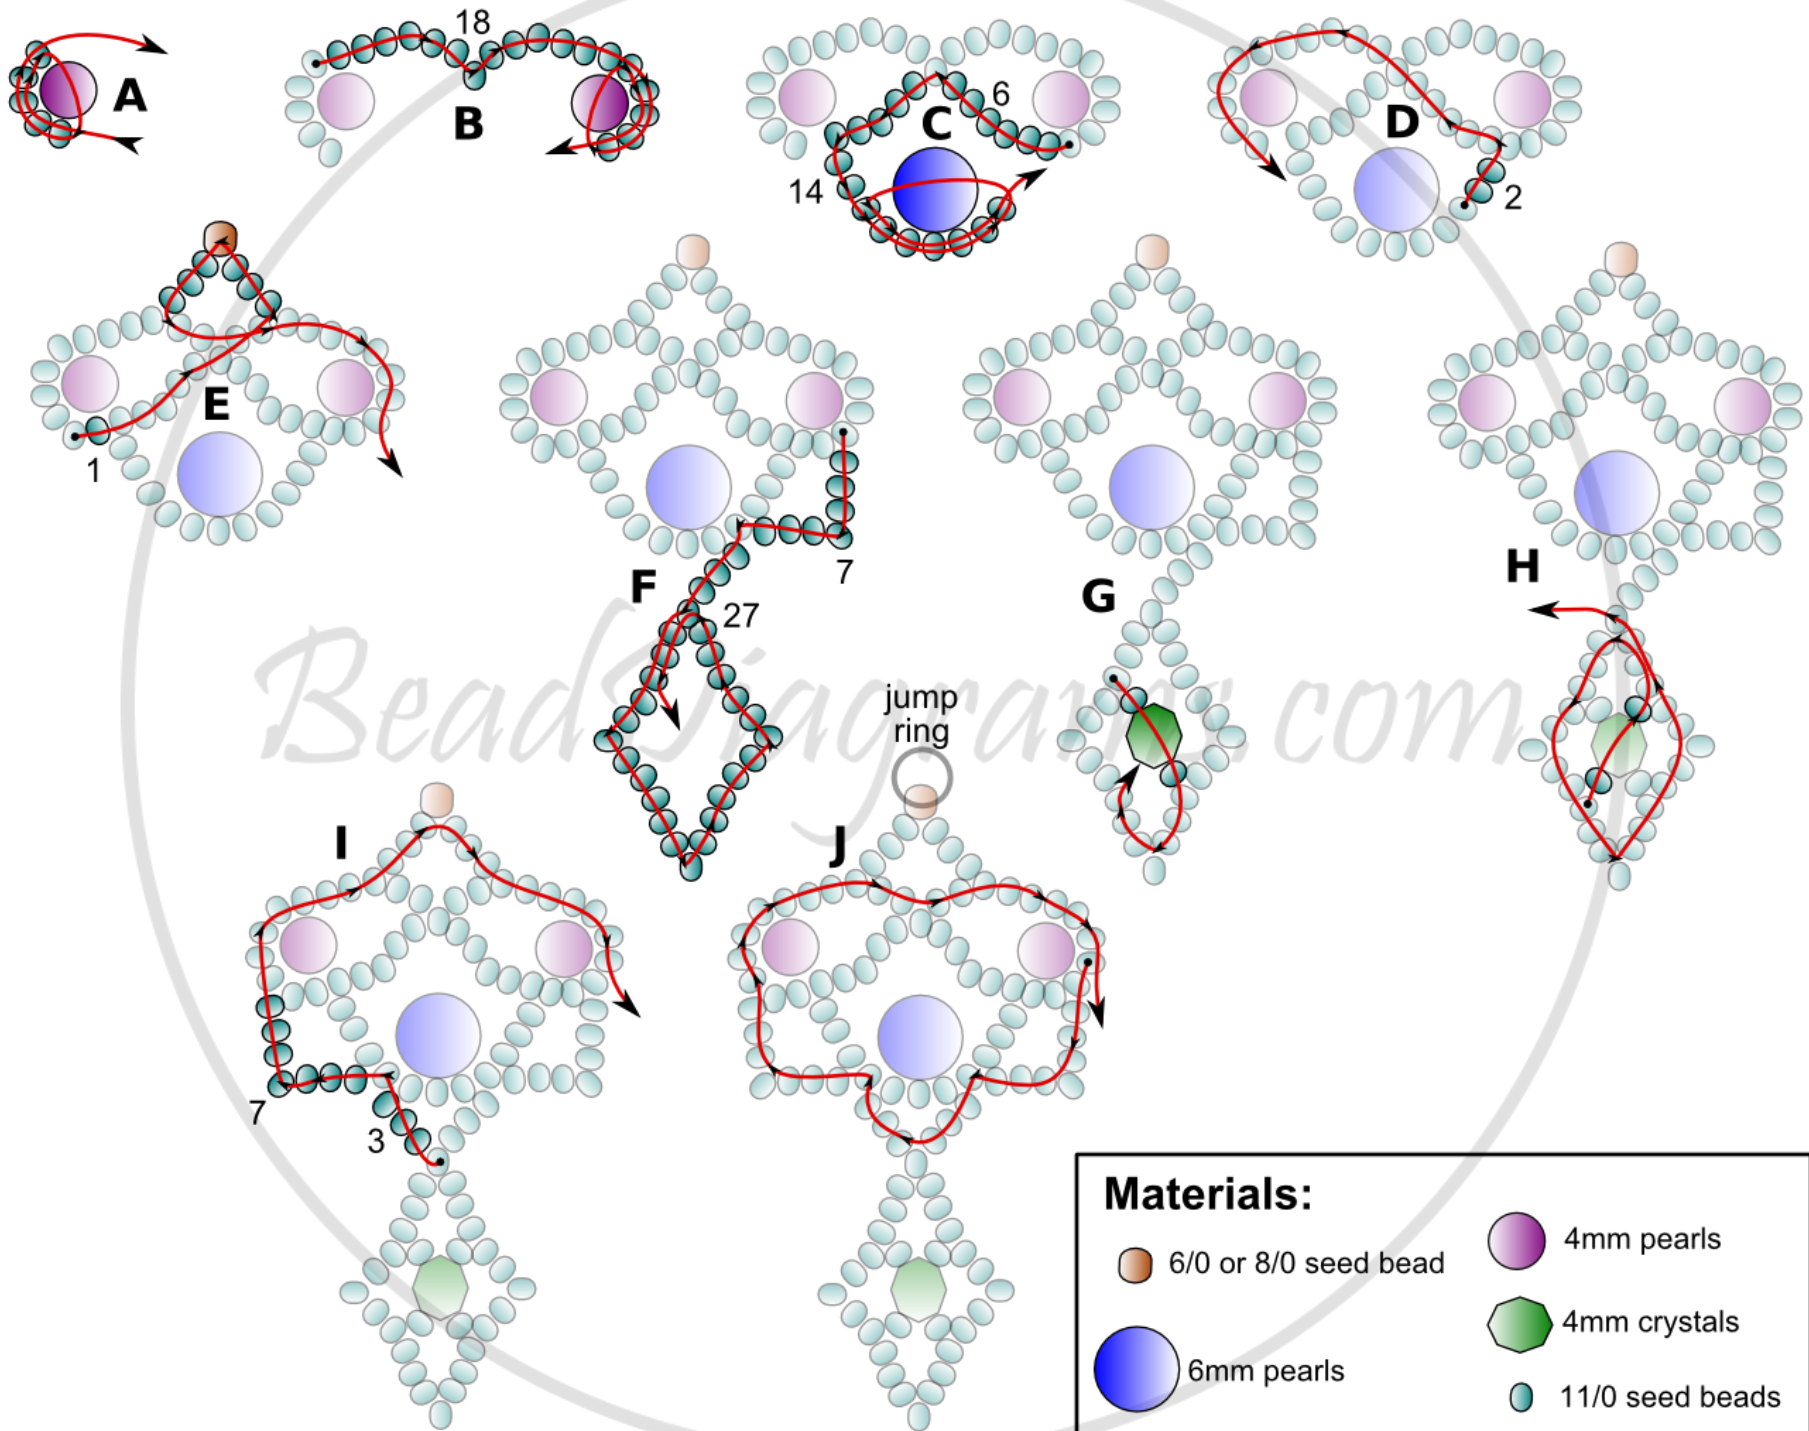 A
18
B
6
C
14
D
2
E
1
F
7
27
G
H
BeadDiagrams.com
jump
ring
I
7
3
J
Materials:
6/0 or 8/0 seed bead
4mm pearls
4mm crystals
6mm pearls
11/0 seed beads